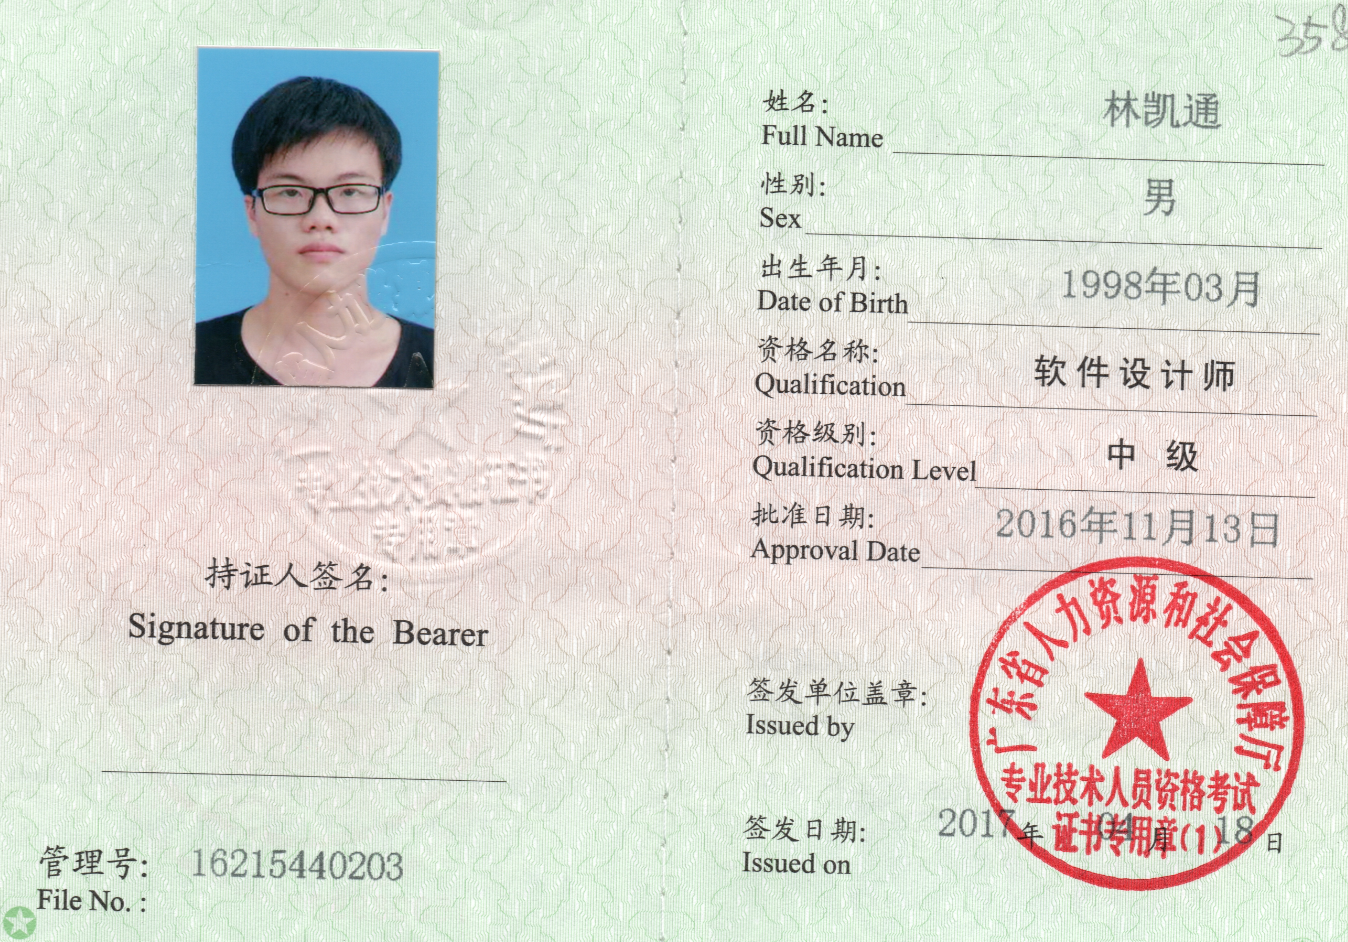 持证人签名:
Signature of the Bearer
管理号: 16215440203
File No. :
358
姓名: 林凯通
Full Name
性别: 男
Sex
出生年月: 1998年03月
Date of Birth
资格名称: 软件设计师
Qualification
资格级别: 中 级
Qualification Level
批准日期: 2016年11月13日
Approval Date
签发单位盖章:
Issued by
广东省人力资源和社会保障厅
专业技术人员资格考试
证书专用章(1)
签发日期: 2017年 04月 18日
Issued on